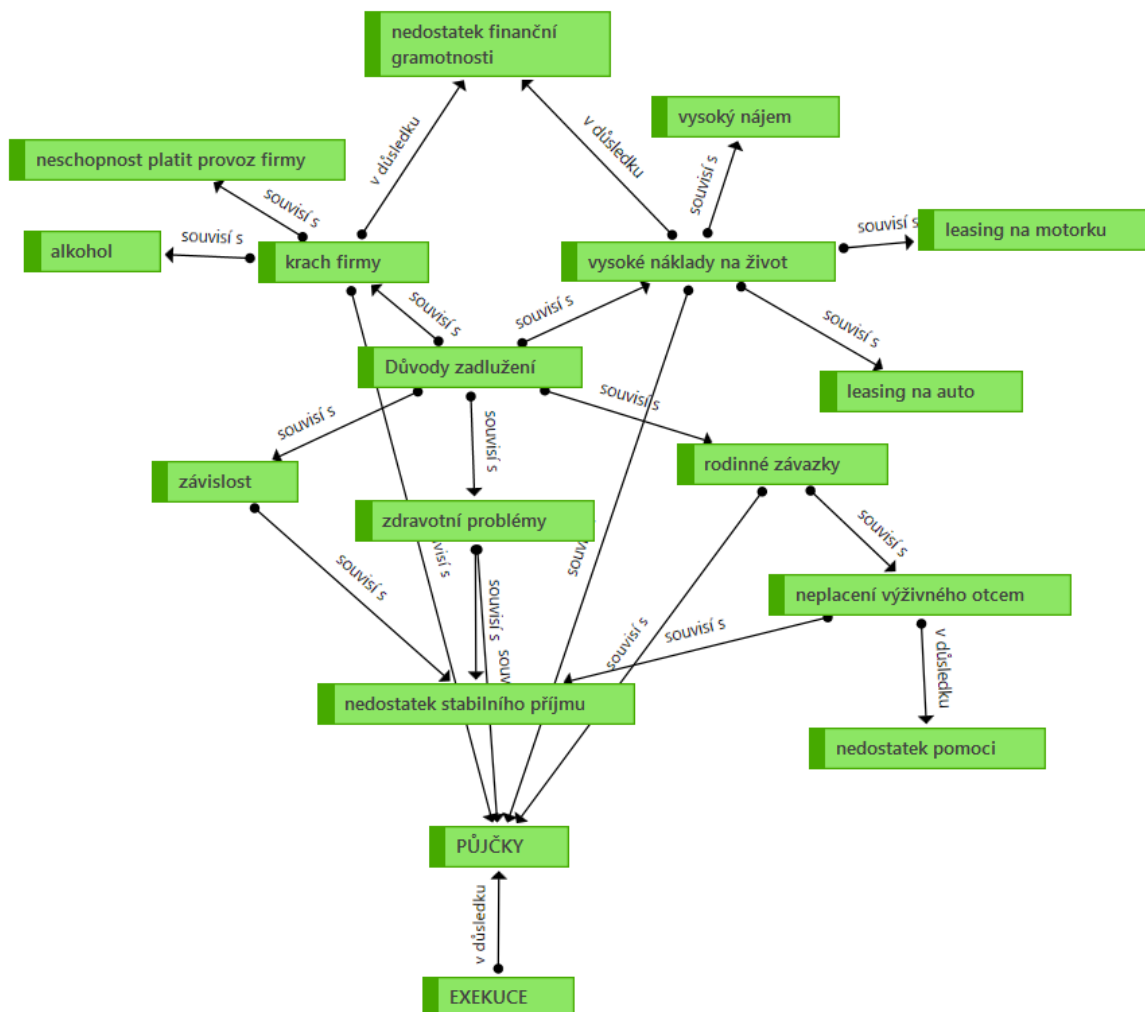 nedostatek finanční
gramotnosti
vysoký nájem
v důsledku
v důsledku
neschopnost platit provoz firmy
souvisí s
souvisí s
leasing na motorku
souvisí s
alkohol
souvisí s
krach firmy
vysoké náklady na život
souvisí s
souvisí s
souvisí s
Důvody zadlužení
leasing na auto
souvisí s
souvisí s
souvisí s
rodinné závazky
závislost
zdravotní problémy
souvisí s
souvisí s
neplacení výživného otcem
souvisí s
souvisí s
souvisí s
v důsledku
nedostatek stabilního příjmu
nedostatek pomoci
PŮJČKY
v důsledku
EXEKUCE